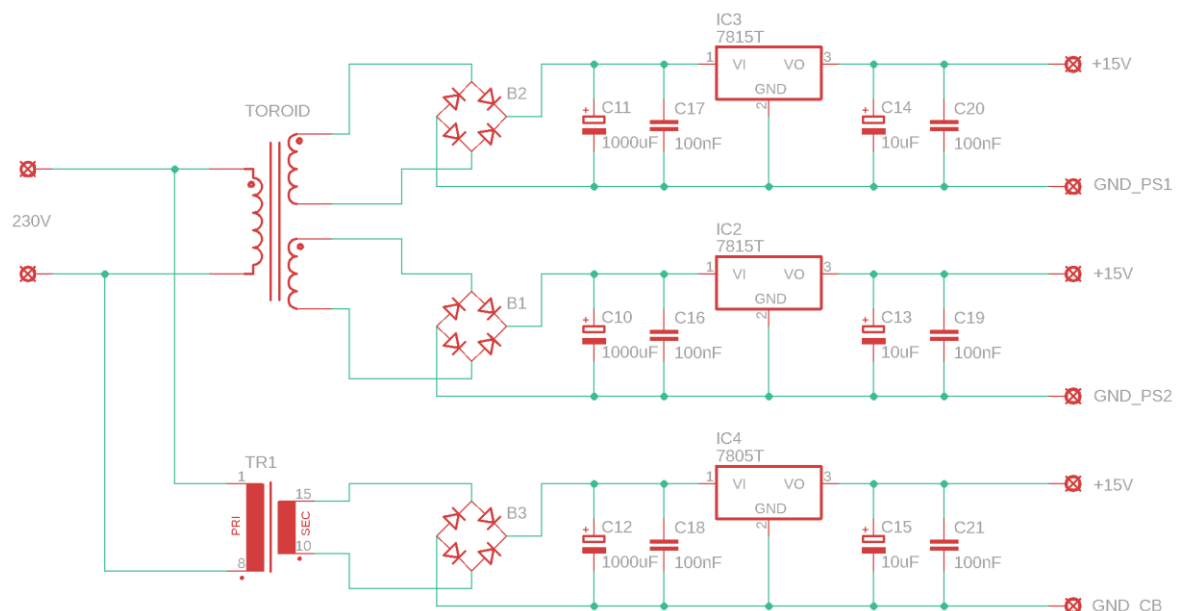 IC3
7815T
1
VI
VO
3
GND
2
+15V
B2
C11
1000uF
C17
100nF
C14
10uF
C20
100nF
GND_PS1
TOROID
230V
IC2
7815T
1
VI
VO
3
GND
2
+15V
B1
C10
1000uF
C16
100nF
C13
10uF
C19
100nF
GND_PS2
TR1
1
15
PRI
SEC
8
10
IC4
7805T
1
VI
VO
3
GND
2
+15V
B3
C12
1000uF
C18
100nF
C15
10uF
C21
100nF
GND_CB